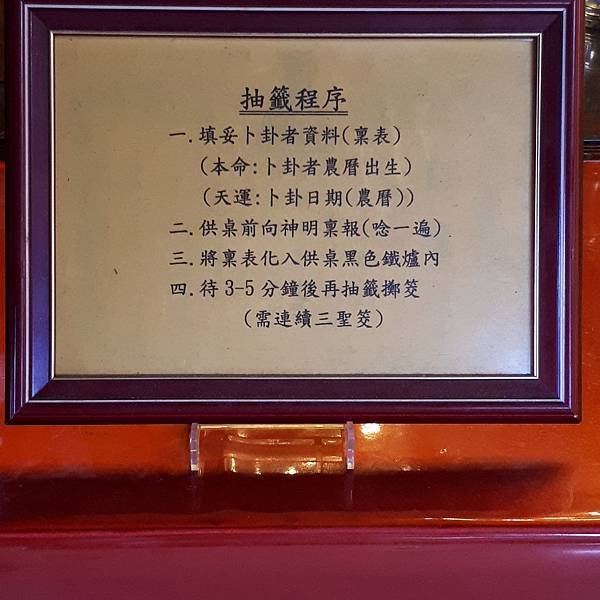 抽籤程序
一.填妥卜卦者資料(稟表)
(本命:卜卦者農曆出生)
(天運:卜卦日期(農曆))
二.供桌前向神明稟報(唸一遍)
三.將稟表化入供桌黑色鐵爐內
四.待3-5分鐘後再抽籤擲筊
(需連續三聖筊)